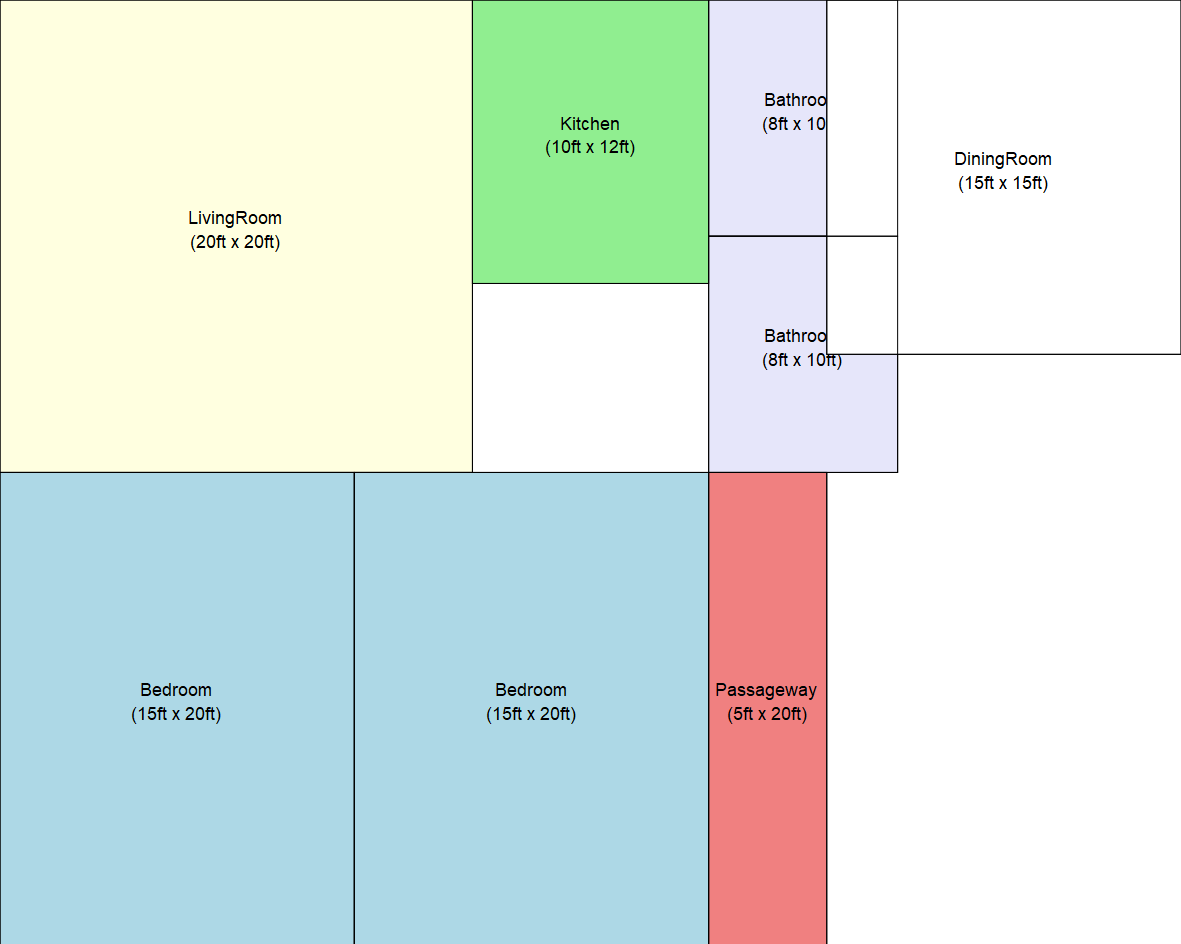 LivingRoom
(20ft x 20ft)
Kitchen
(10ft x 12ft)
Bathroo
(8ft x 10
DiningRoom
(15ft x 15ft)
Bathroo
(8ft x 10ft)
Bedroom
(15ft x 20ft)
Bedroom
(15ft x 20ft)
Passageway
(5ft x 20ft)